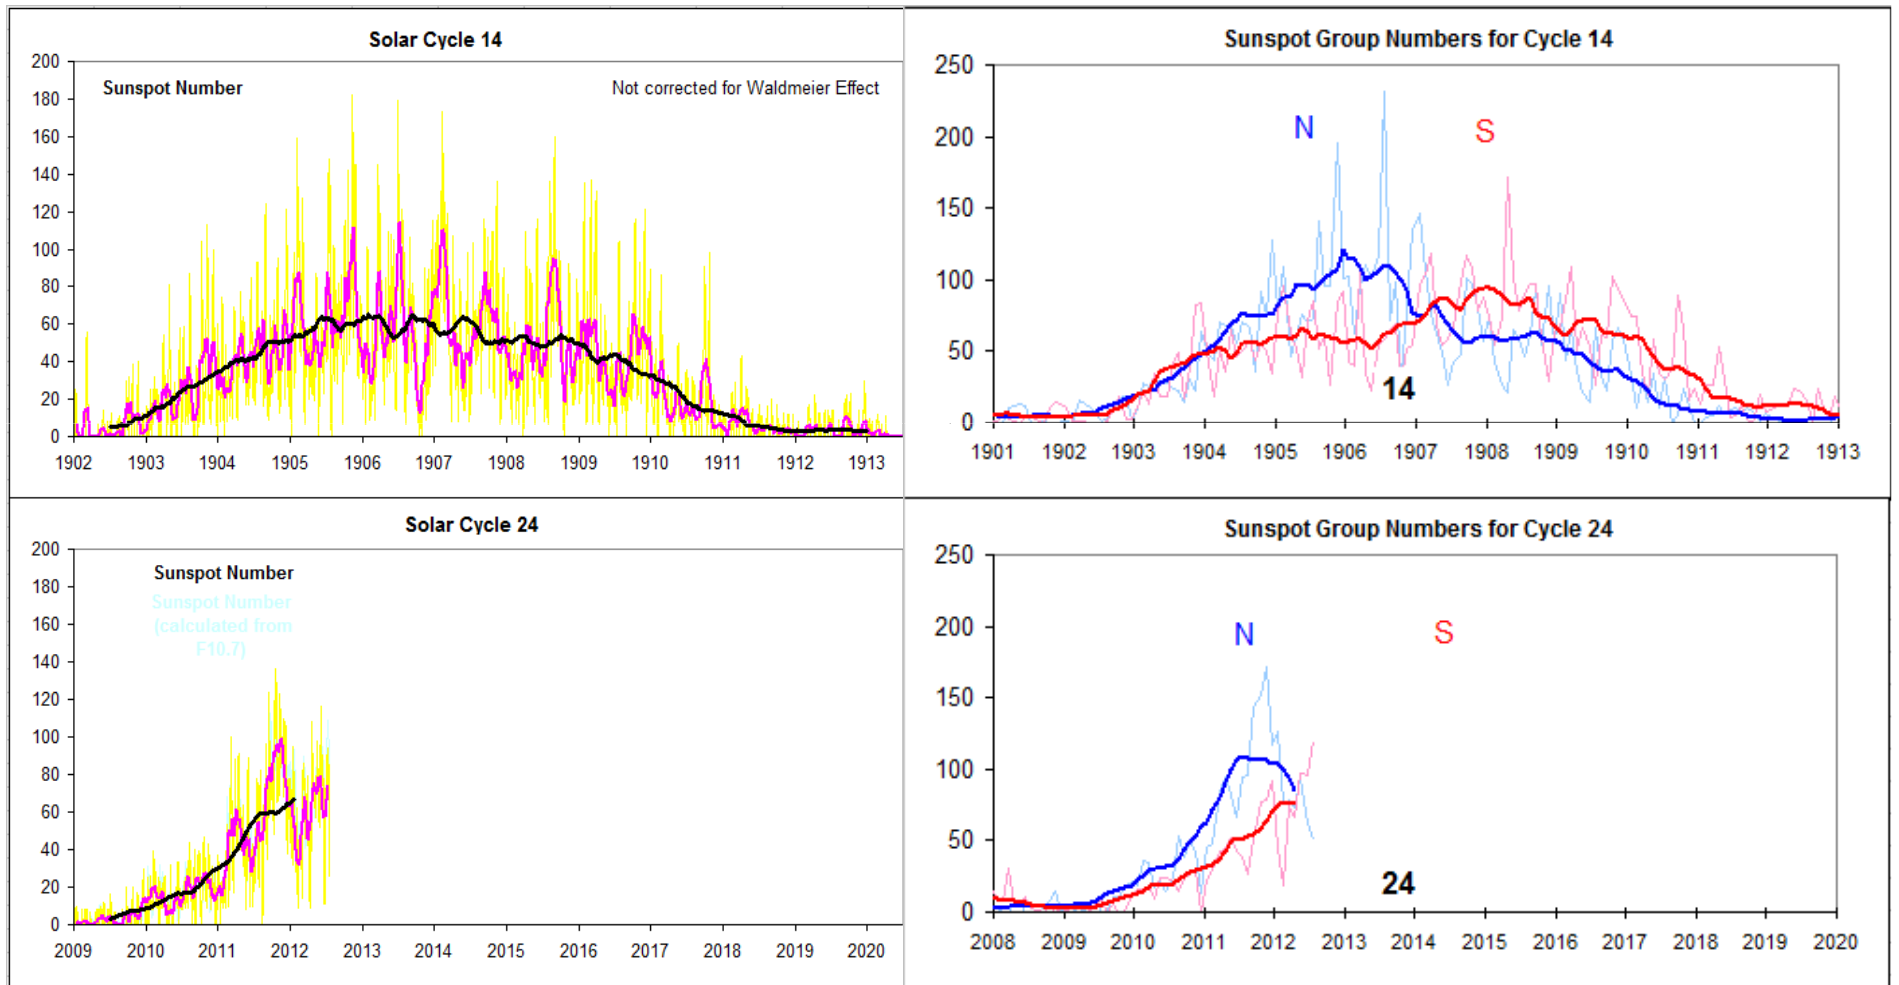 Solar Cycle 14
200
Sunspot Number
Not corrected for Waldmeier Effect
180
160
140
120
100
80
60
40
20
0
1902 1903 1904 1905 1906 1907 1908 1909 1910 1911 1912 1913
Sunspot Group Numbers for Cycle 14
250
N
S
200
150
100
50
14
0
1901 1902 1903 1904 1905 1906 1907 1908 1909 1910 1911 1912 1913
Solar Cycle 24
200
Sunspot Number
180
Sunspot Number
(calculated from
F10.7)
160
140
120
100
80
60
40
20
0
2009 2010 2011 2012 2013 2014 2015 2016 2017 2018 2019 2020
Sunspot Group Numbers for Cycle 24
250
200
N
S
150
100
50
24
0
2008 2009 2010 2011 2012 2013 2014 2015 2016 2017 2018 2019 2020